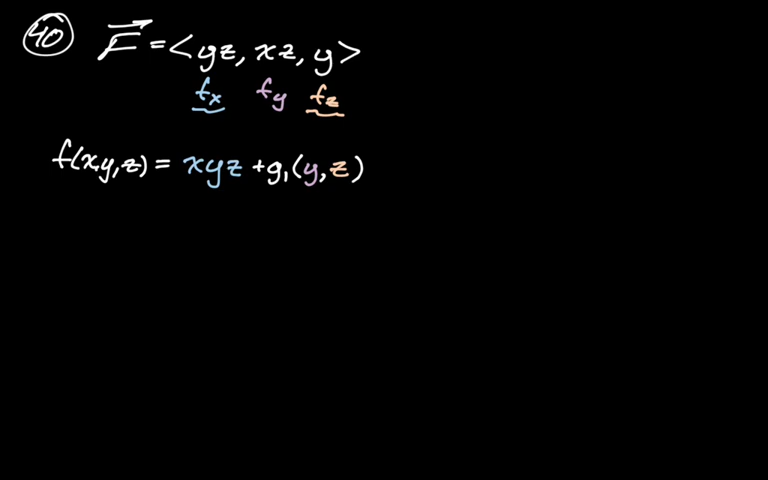 40 F = <yz, xz, y>
fx fy fz
f(x,y,z) = xyz + g₁(y,z)